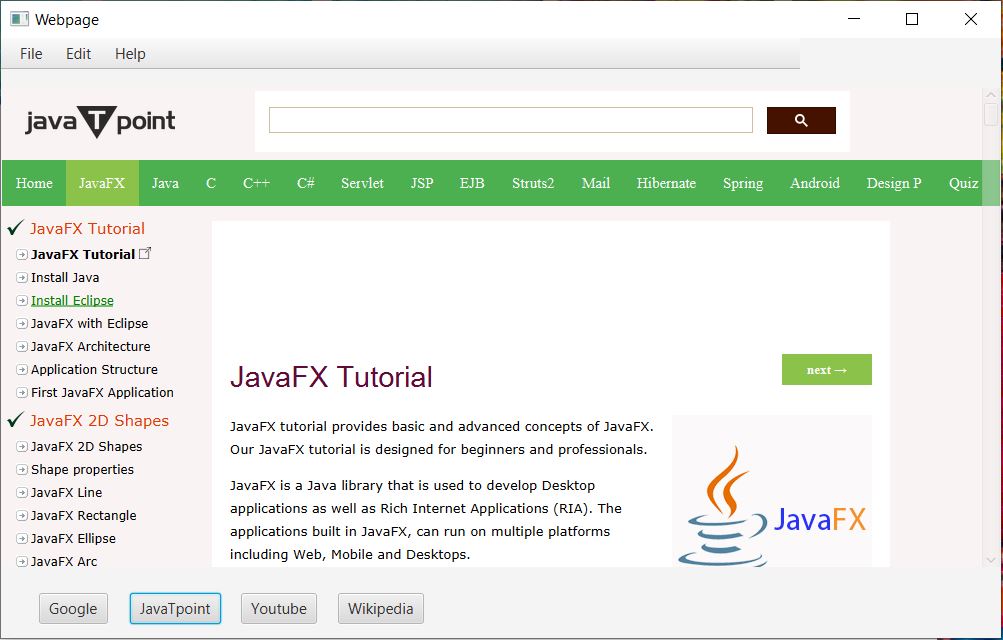 Webpage
File Edit Help
javaTpoint
Home JavaFX Java C C++ C# Servlet JSP EJB Struts2 Mail Hibernate Spring Android Design P Quiz
JavaFX Tutorial
JavaFX Tutorial
Install Java
Install Eclipse
JavaFX with Eclipse
JavaFX Architecture
Application Structure
First JavaFX Application
JavaFX 2D Shapes
JavaFX 2D Shapes
Shape properties
JavaFX Line
JavaFX Rectangle
JavaFX Ellipse
JavaFX Arc
JavaFX Tutorial
next →
JavaFX tutorial provides basic and advanced concepts of JavaFX.
Our JavaFX tutorial is designed for beginners and professionals.
JavaFX is a Java library that is used to develop Desktop
applications as well as Rich Internet Applications (RIA). The
applications built in JavaFX, can run on multiple platforms
including Web, Mobile and Desktops.
JavaFX
Google JavaTpoint Youtube Wikipedia